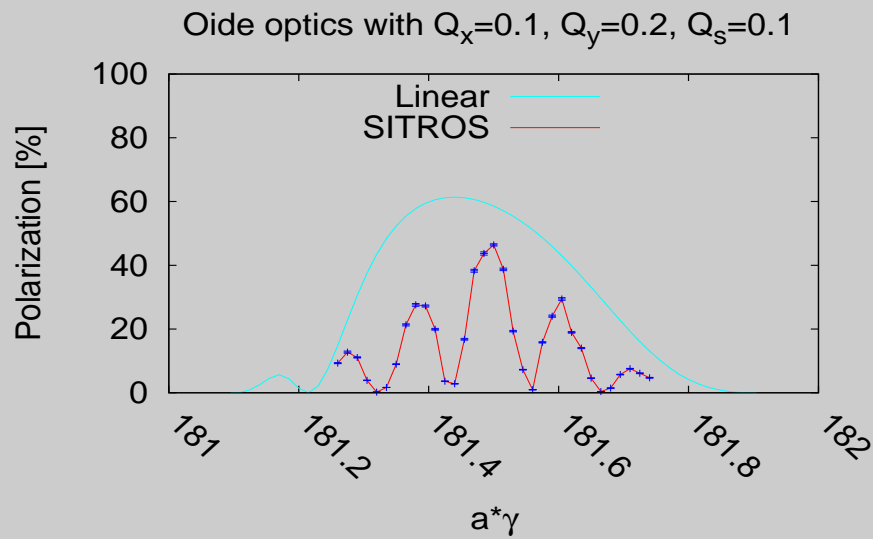 Oide optics with Qx=0.1, Qy=0.2, Qs=0.1
100
80
60
40
20
0
Polarization [%]
Linear
SITROS
181
181.2
181.4
181.6
181.8
182
a*γ